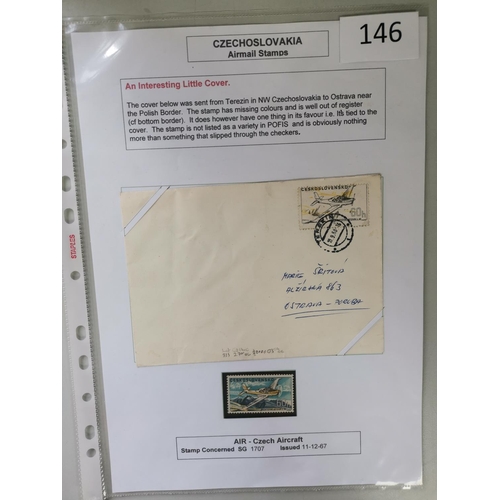 CZECHOSLOVAKIA
Airmail Stamps
146
An Interesting Little Cover.
The cover below was sent from Terezin in NW Czechoslovakia to Ostrava near
the Polish Border. The stamp has missing colours and is well out of register
(cf bottom border). It does however have one thing in its favour i.e. it's tied to the
cover. The stamp is not listed as a variety in POFIS and is obviously nothing
more than something that slipped through the checkers.
ČESKOSLOVENSKO
60h
OSTRAVA - PORUBA
ČESKOSLOVENSKO
AIR - Czech Aircraft
Stamp Concerned SG 1707 Issued 11-12-67